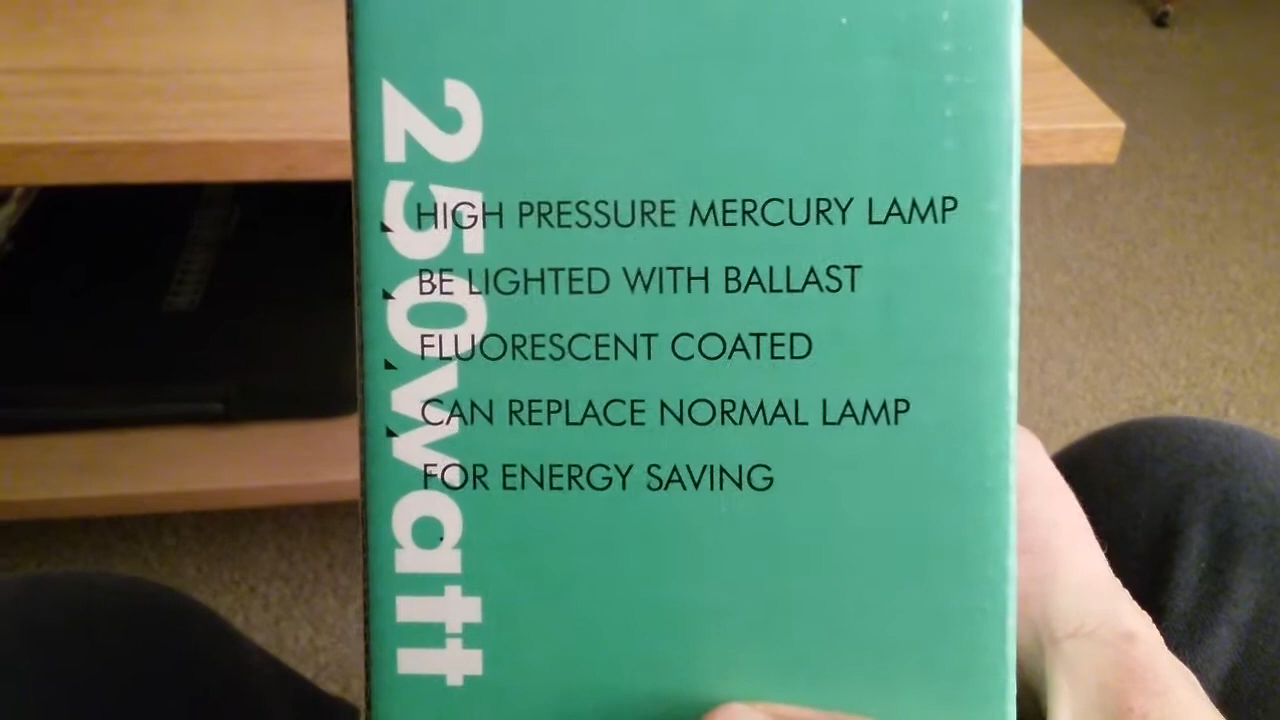 250watt
HIGH PRESSURE MERCURY LAMP
BE LIGHTED WITH BALLAST
FLUORESCENT COATED
CAN REPLACE NORMAL LAMP
FOR ENERGY SAVING